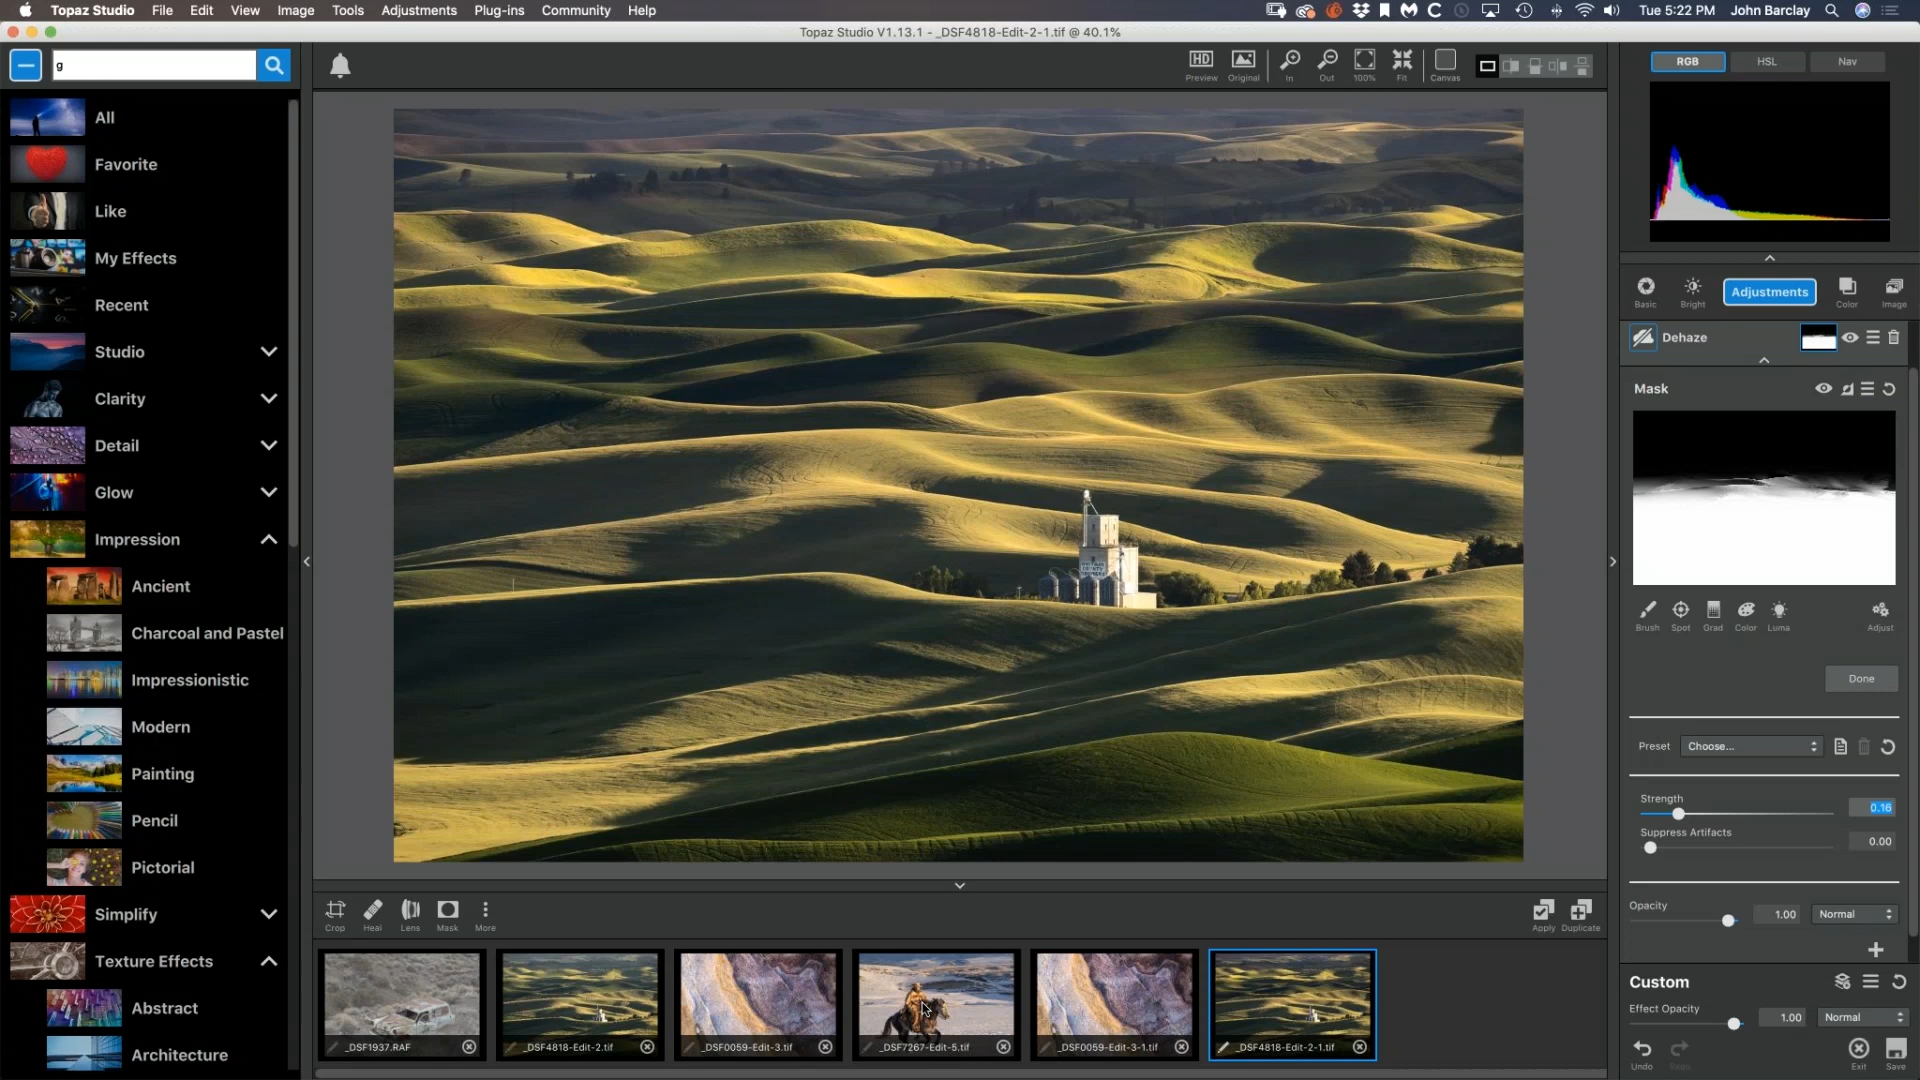 Topaz Studio File Edit View Image Tools Adjustments Plug-ins Community Help
Tue 5:22 PM John Barclay
Topaz Studio V1.13.1 - _DSF4818-Edit-2-1.tif @ 40.1%
g
HD
Preview Original In Out 100% Fit Canvas
RGB HSL Nav
All
Favorite
Like
My Effects
Recent
Studio
Clarity
Detail
Glow
Impression
Ancient
Charcoal and Pastel
Impressionistic
Modern
Painting
Pencil
Pictorial
Simplify
Texture Effects
Abstract
Architecture
Basic Bright Adjustments Color Image
Dehaze
Mask
Brush Spot Grad Color Luma Adjust
Done
Preset Choose...
Strength 0.16
Suppress Artifacts 0.00
Opacity 1.00 Normal
Custom
Effect Opacity 1.00 Normal
Undo Exit Save
Crop Heal Lens Mask More Apply Duplicate
_DSF1937.RAF _DSF4818-Edit-2.tif _DSF0059-Edit-3.tif _DSF7267-Edit-5.tif _DSF0059-Edit-3-1.tif _DSF4818-Edit-2-1.tif